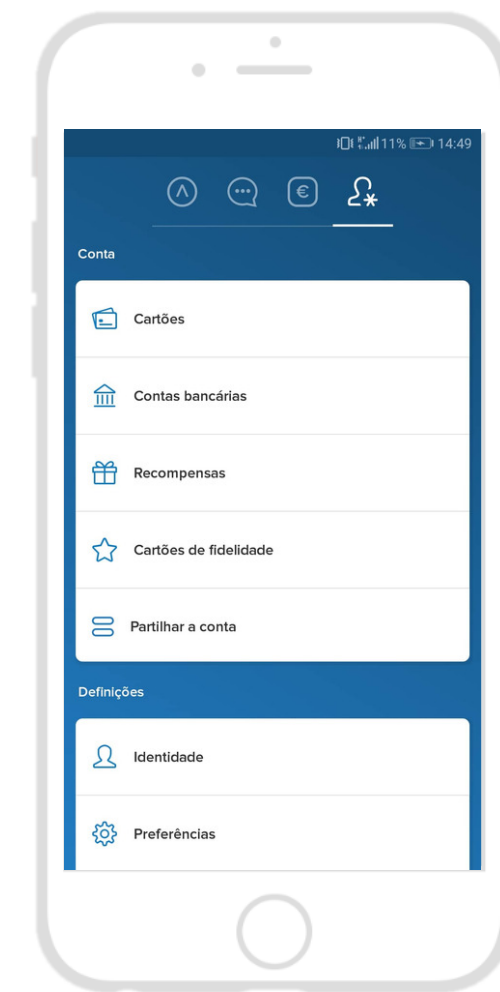 11% 14:49
Conta
Cartões
Contas bancárias
Recompensas
Cartões de fidelidade
Partilhar a conta
Definições
Identidade
Preferências